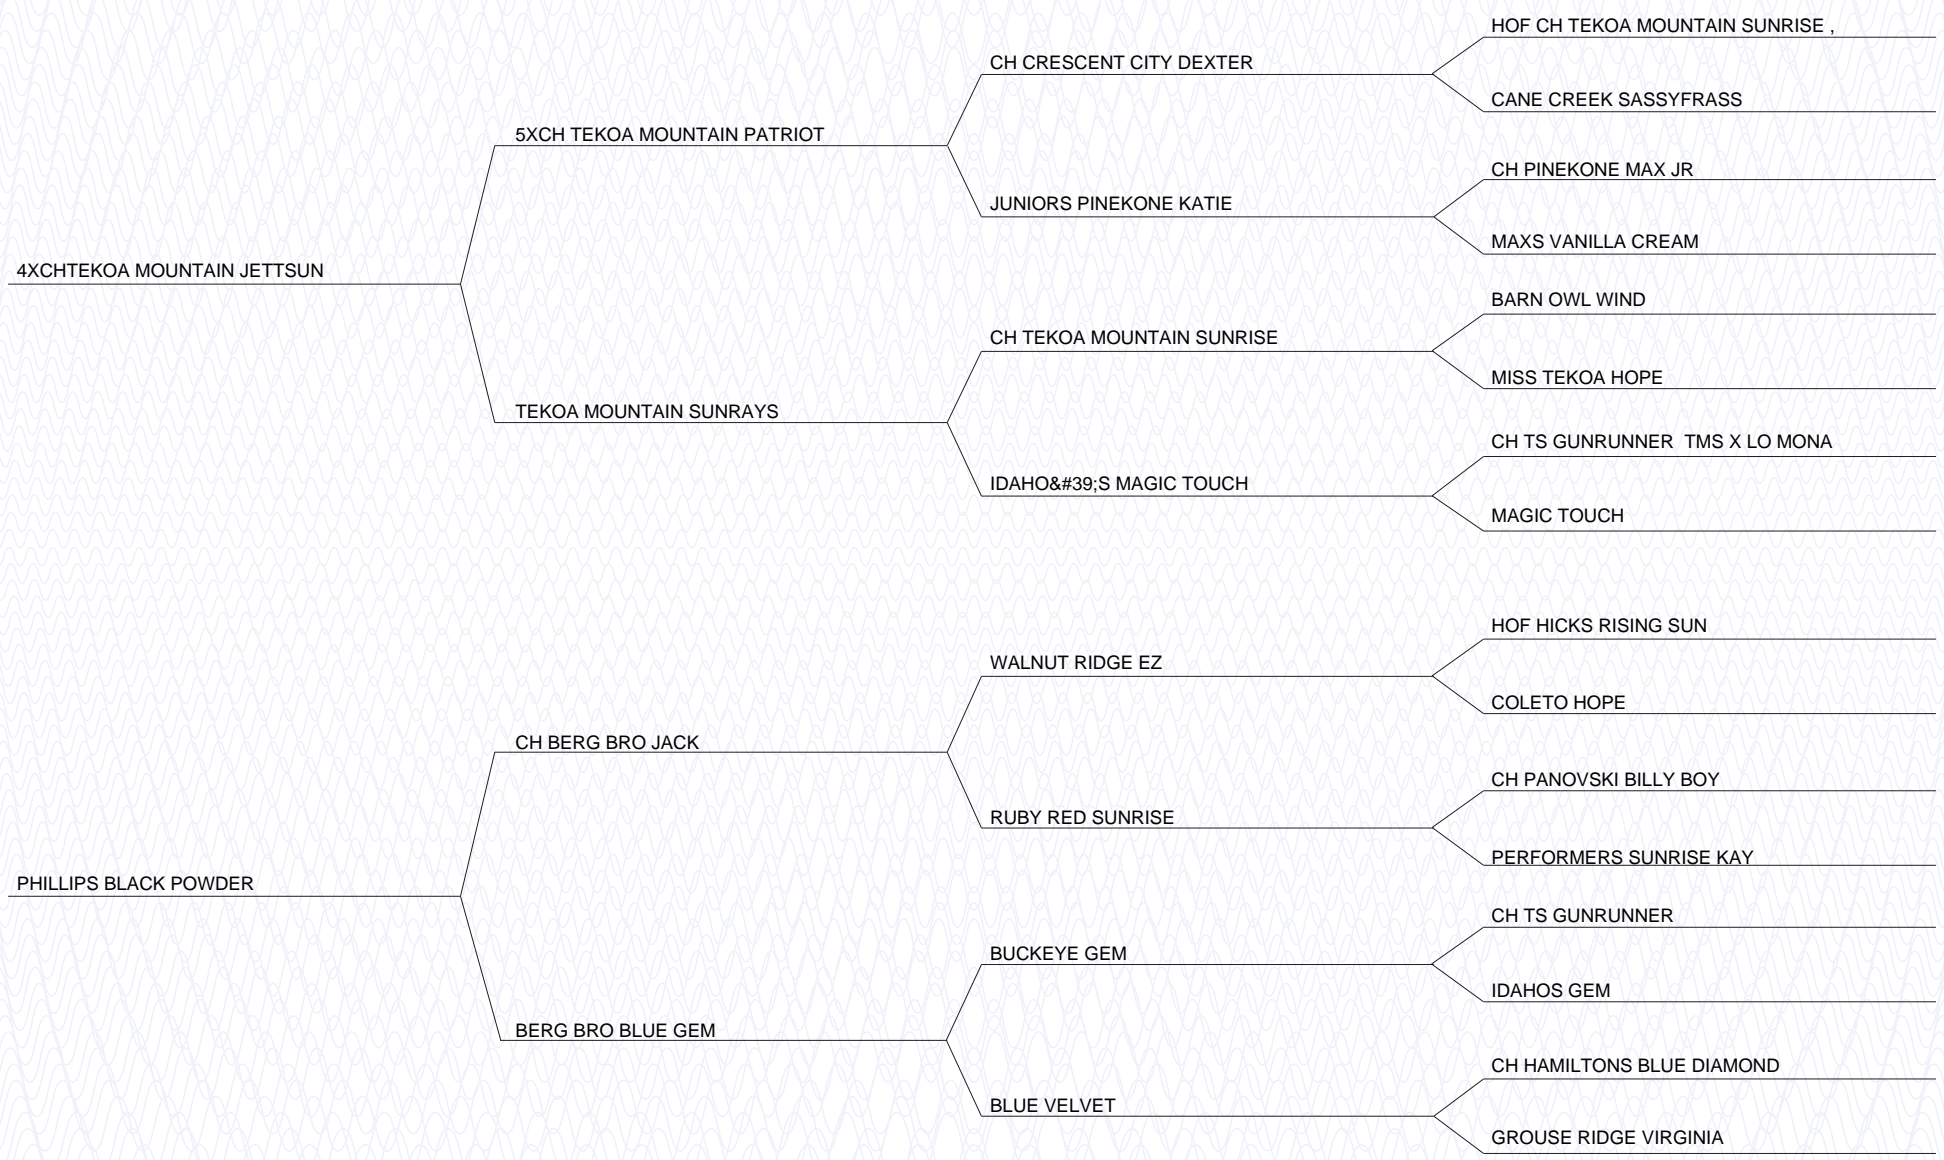 HOF CH TEKOA MOUNTAIN SUNRISE ,
CH CRESCENT CITY DEXTER
CANE CREEK SASSYFRASS
5XCH TEKOA MOUNTAIN PATRIOT
CH PINEKONE MAX JR
JUNIORS PINEKONE KATIE
MAXS VANILLA CREAM
4XCHTEKOA MOUNTAIN JETTSUN
BARN OWL WIND
CH TEKOA MOUNTAIN SUNRISE
MISS TEKOA HOPE
TEKOA MOUNTAIN SUNRAYS
CH TS GUNRUNNER  TMS X LO MONA
IDAHO&#39;S MAGIC TOUCH
MAGIC TOUCH
HOF HICKS RISING SUN
WALNUT RIDGE EZ
COLETO HOPE
CH BERG BRO JACK
CH PANOVSKI BILLY BOY
RUBY RED SUNRISE
PERFORMERS SUNRISE KAY
PHILLIPS BLACK POWDER
CH TS GUNRUNNER
BUCKEYE GEM
IDAHOS GEM
BERG BRO BLUE GEM
CH HAMILTONS BLUE DIAMOND
BLUE VELVET
GROUSE RIDGE VIRGINIA